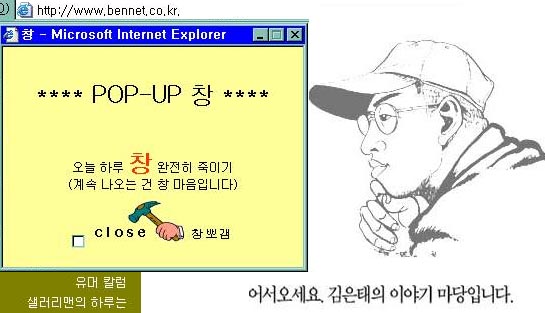 http://www.bennet.co.kr.
창 - Microsoft Internet Explorer
**** POP-UP 창 ****
오늘 하루 창 완전히 죽이기
(계속 나오는 건 창 마음입니다)
close 창뽀갬
유머 칼럼
샐러리맨의 하루는
어서오세요. 김은태의 이야기 마당입니다.